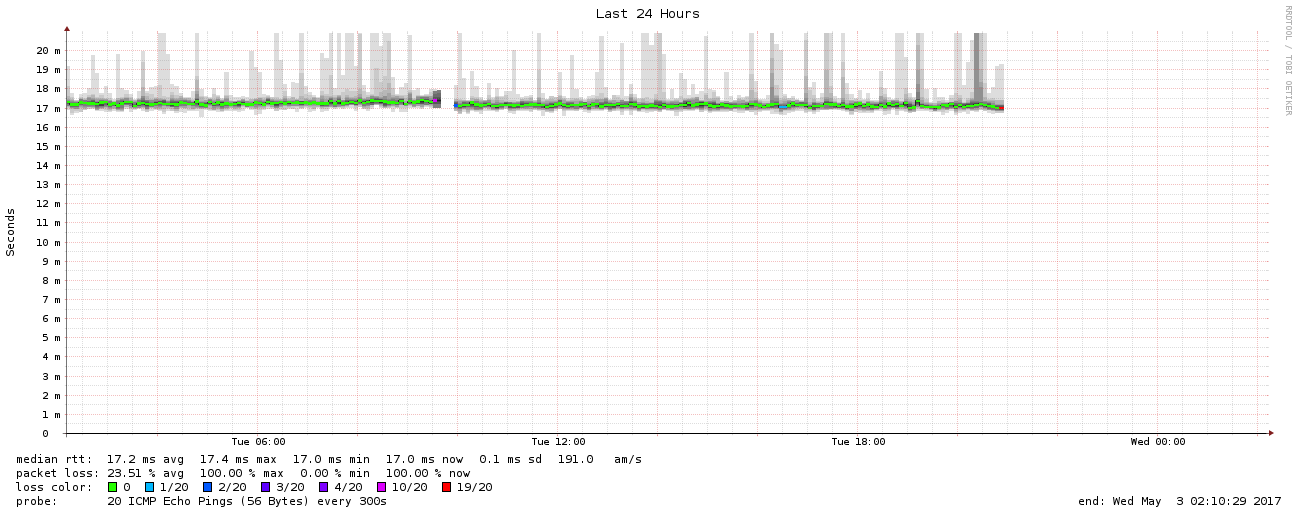 Last 24 Hours
RRDTOOL / TOBI OETIKER
Seconds
20 m
19 m
18 m
17 m
16 m
15 m
14 m
13 m
12 m
11 m
10 m
9 m
8 m
7 m
6 m
5 m
4 m
3 m
2 m
1 m
0
Tue 06:00 Tue 12:00 Tue 18:00 Wed 00:00
median rtt: 17.2 ms avg 17.4 ms max 17.0 ms min 17.0 ms now 0.1 ms sd 191.0 am/s
packet loss: 23.51 % avg 100.00 % max 0.00 % min 100.00 % now
loss color: 0 1/20 2/20 3/20 4/20 10/20 19/20
probe: 20 ICMP Echo Pings (56 Bytes) every 300s end: Wed May 3 02:10:29 2017